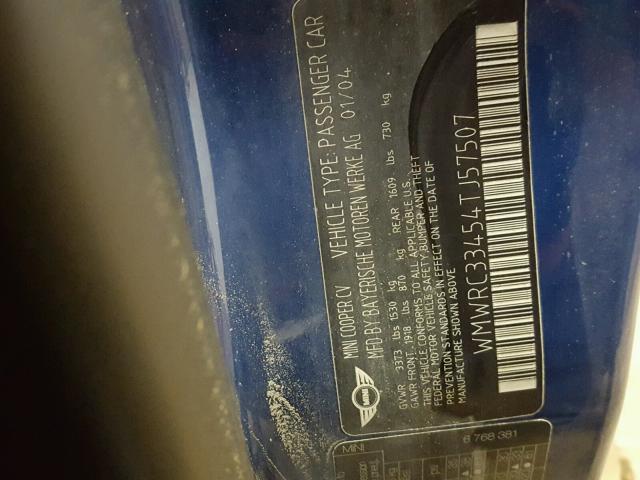 MINI COOPER CV VEHICLE TYPE: PASSENGER CAR
MFD BY: BAYERISCHE MOTOREN WERKE AG 01/04
GVWR 3373 lbs 1530 kg
GAWR FRONT 1918 lbs 870 kg REAR 1609 lbs 730 kg
THIS VEHICLE CONFORMS TO ALL APPLICABLE U.S.
FEDERAL MOTOR VEHICLE SAFETY, BUMPER AND THEFT
PREVENTION STANDARDS IN EFFECT ON THE DATE OF
MANUFACTURE SHOWN ABOVE
WMWRC33454TJ57507
MINI
MINI
6 768 381